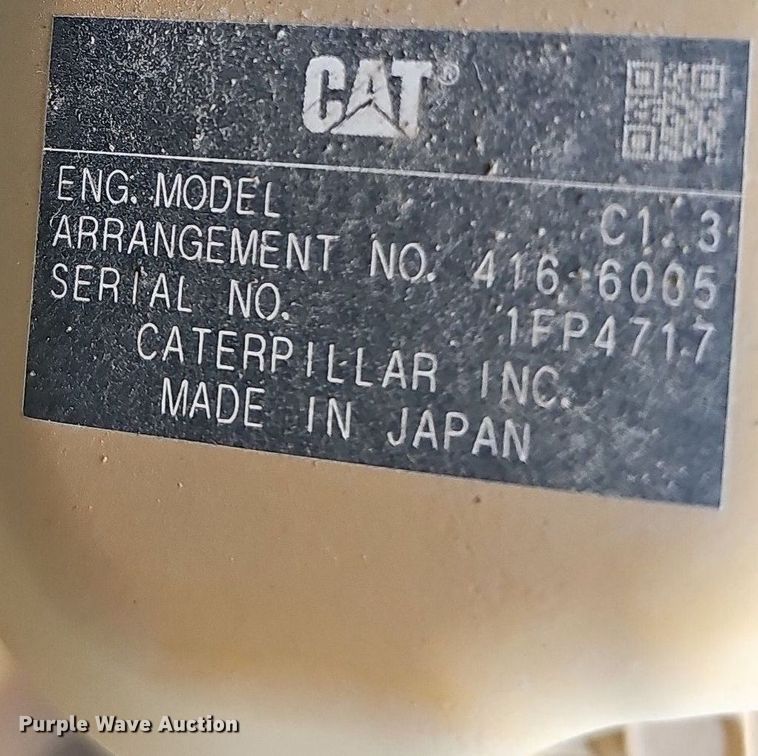 CAT®
ENG. MODEL C1.3
ARRANGEMENT NO. 416-6005
SERIAL NO. 1FP4717
CATERPILLAR INC.
MADE IN JAPAN
Purple Wave Auction